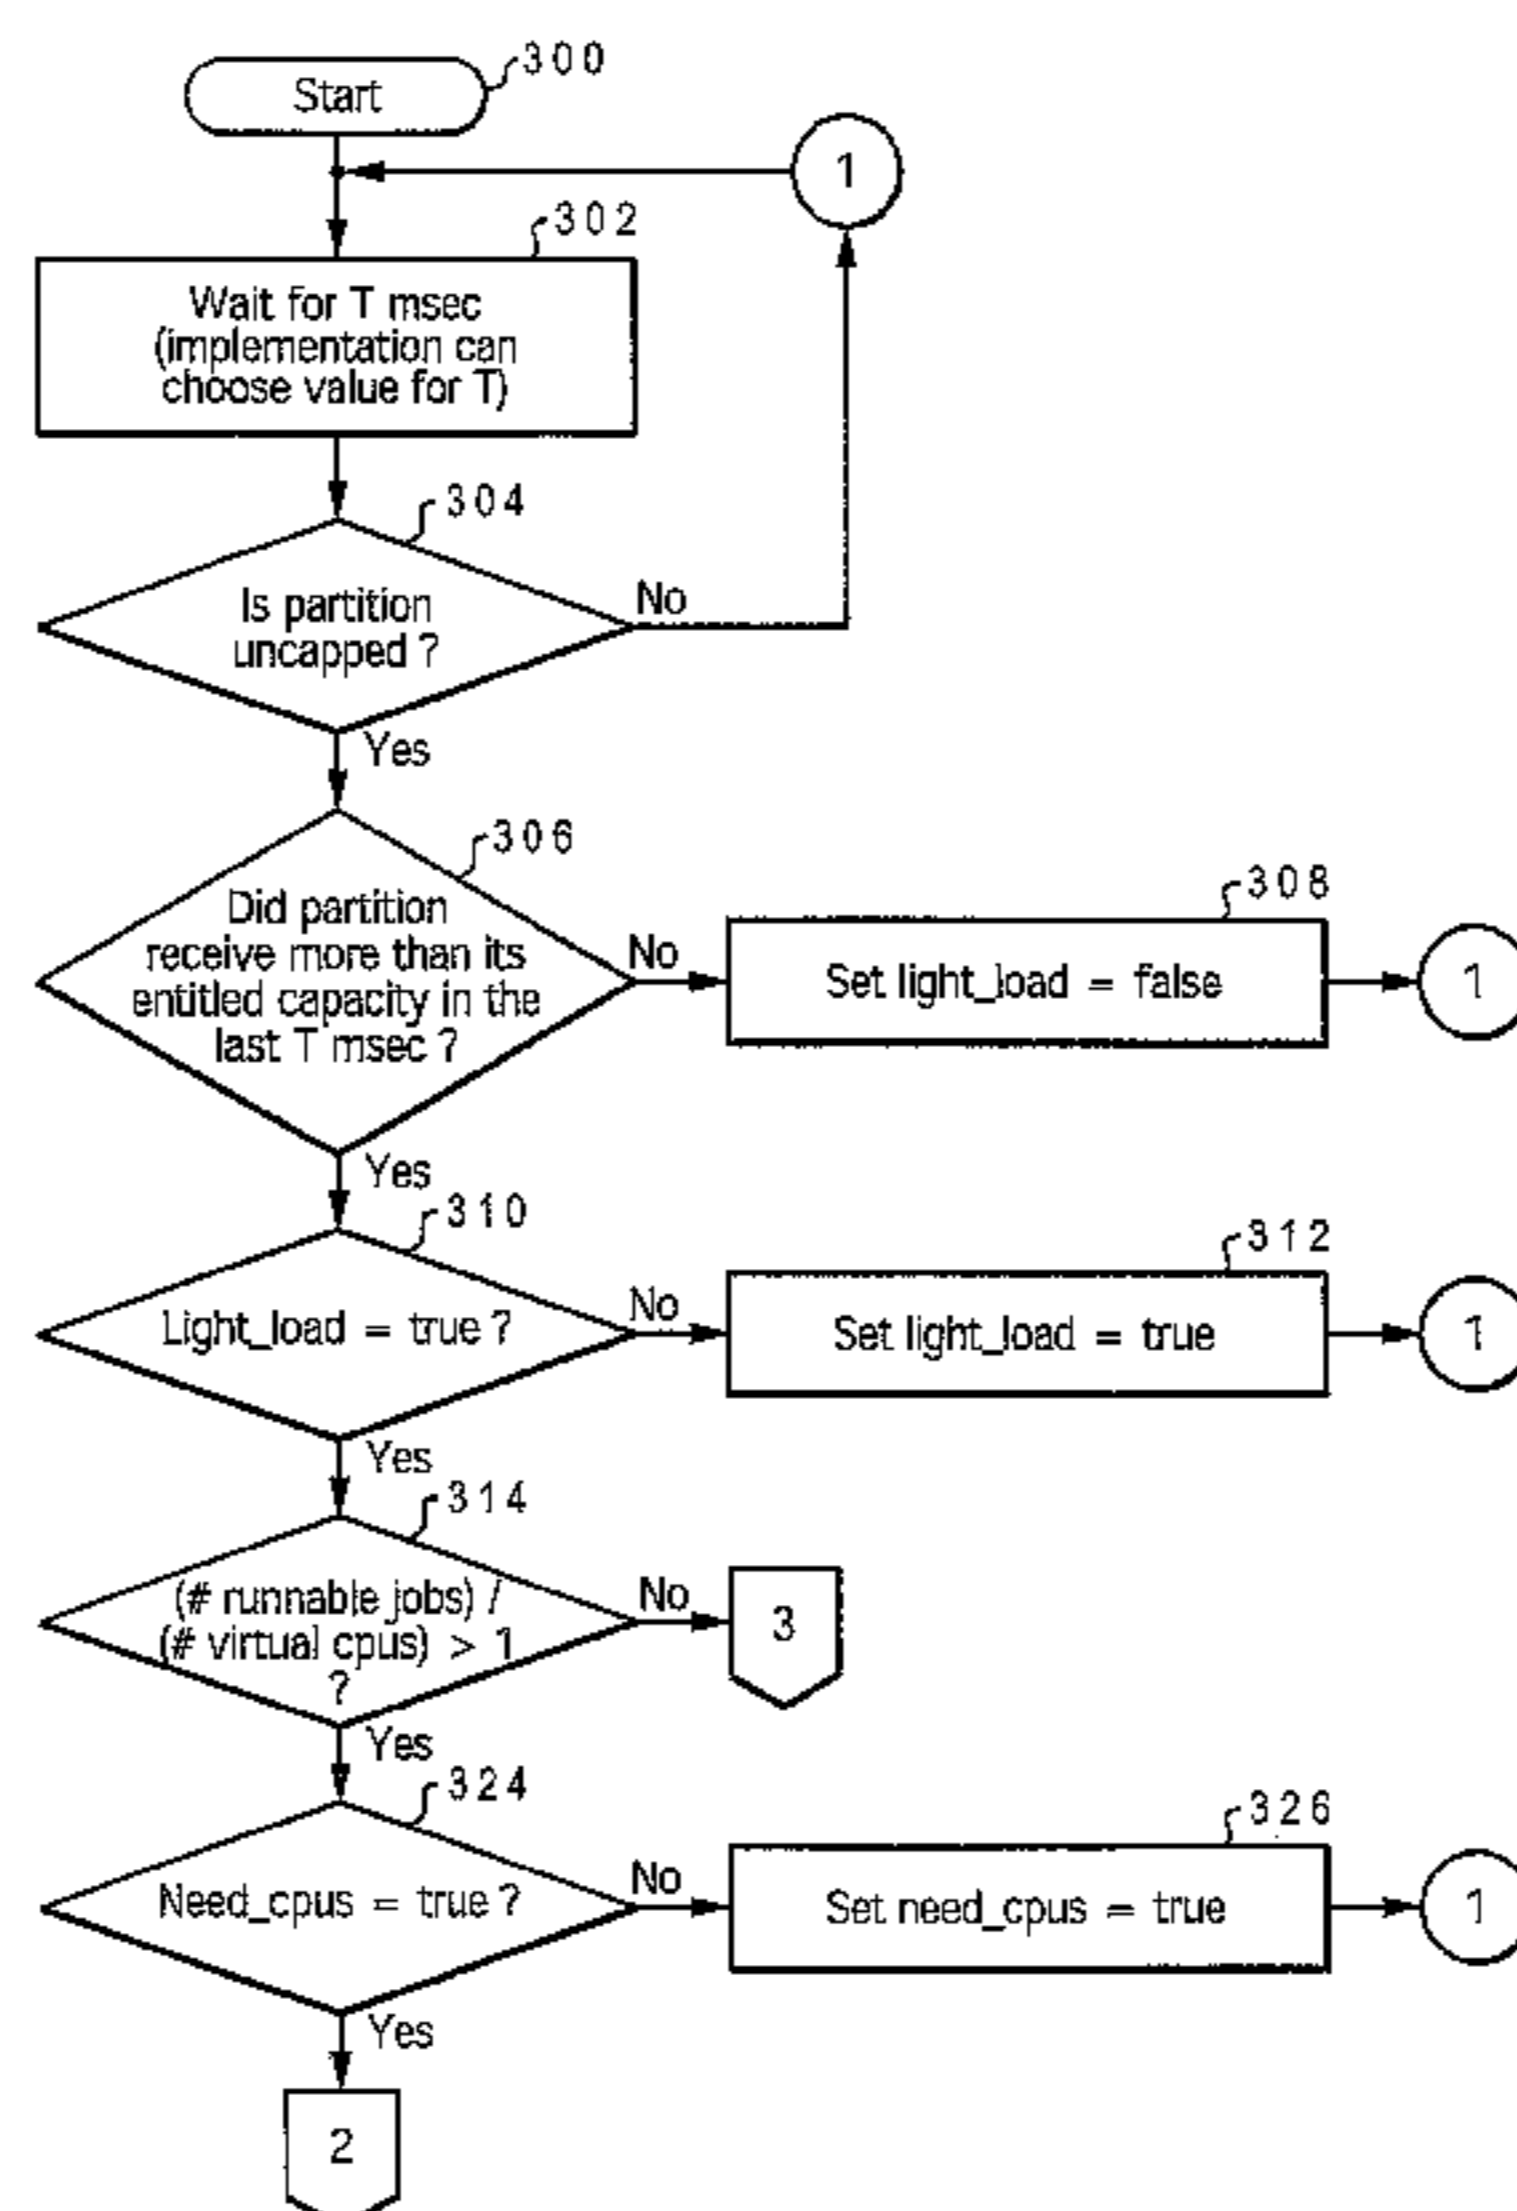 300
Start
1
302
Wait for T msec
(implementation can
choose value for T)
304
Is partition
uncapped ?
No
Yes
306
Did partition
receive more than its
entitled capacity in the
last T msec ?
No
308
Set light_load = false
1
Yes
310
Light_load = true ?
No
312
Set light_load = true
1
Yes
314
(# runnable jobs) /
(# virtual cpus) > 1
?
No
3
Yes
324
Need_cpus = true ?
No
326
Set need_cpus = true
1
Yes
2